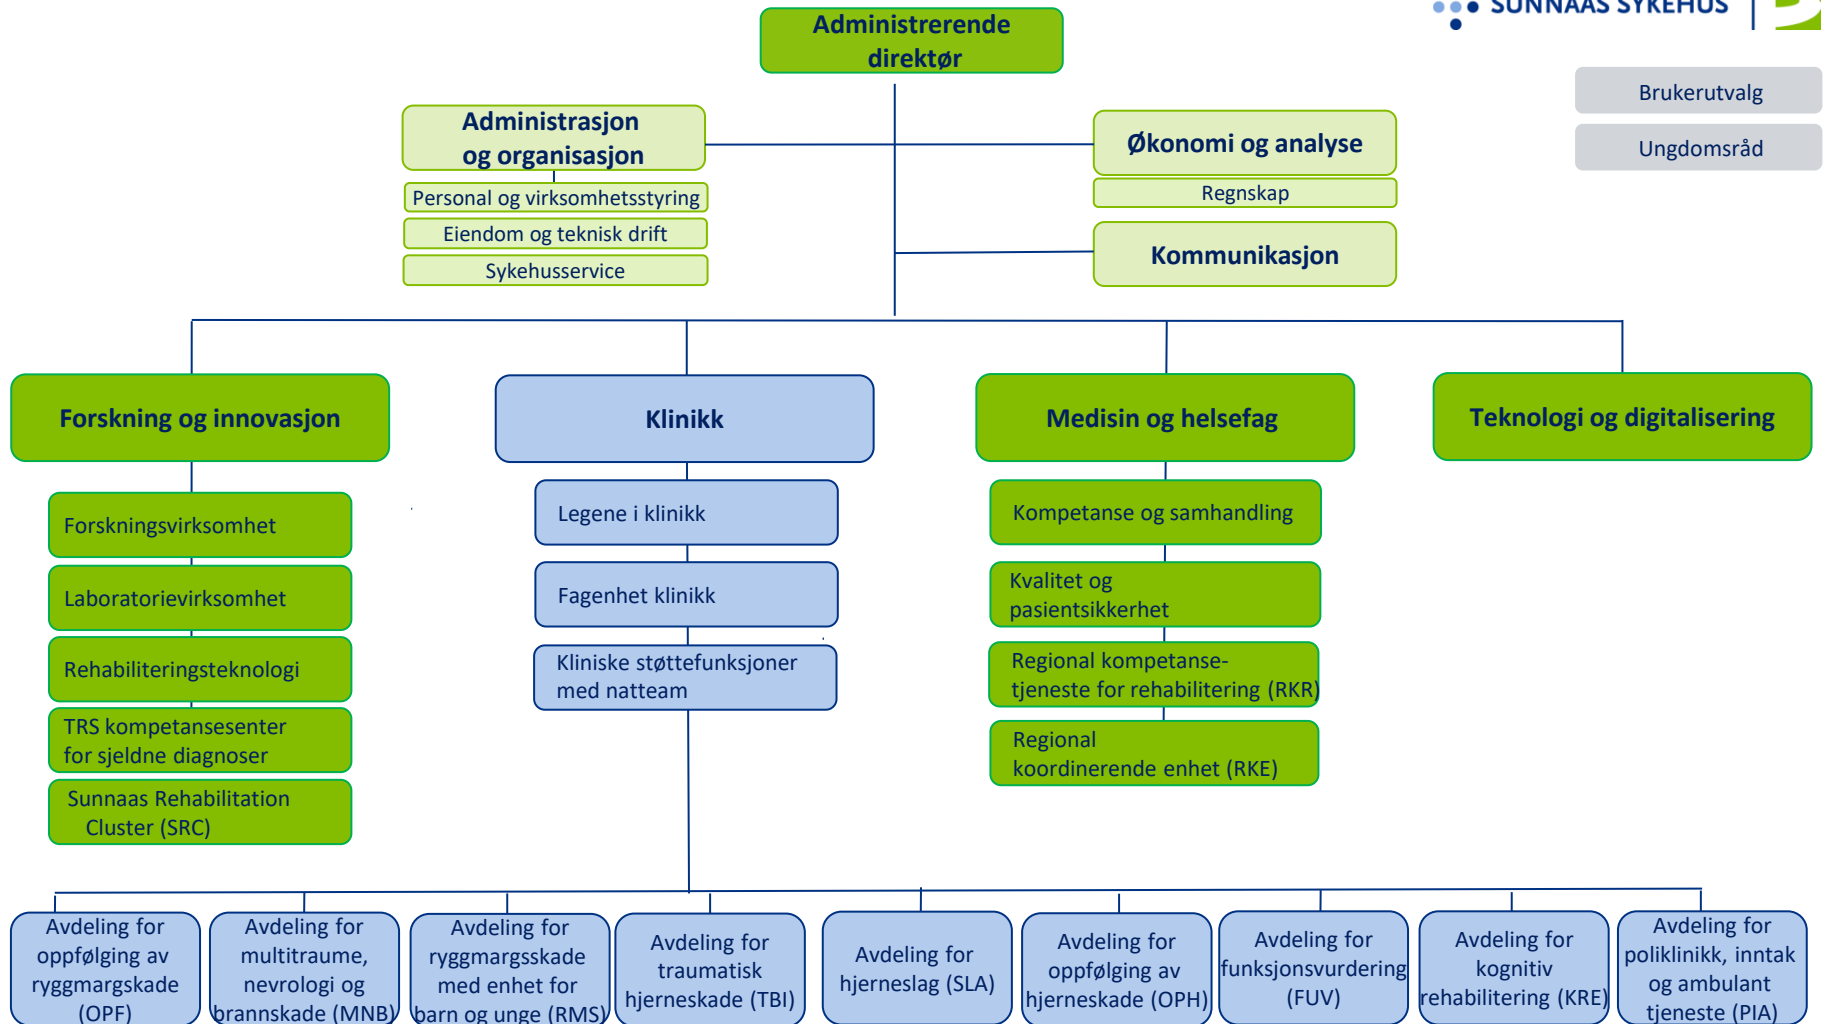 SUNNAAS SYKEHUS
Administrerende
direktør
Brukerutvalg
Ungdomsråd
Administrasjon
og organisasjon
Personal og virksomhetsstyring
Eiendom og teknisk drift
Sykehusservice
Økonomi og analyse
Regnskap
Kommunikasjon
Forskning og innovasjon
Klinikk
Medisin og helsefag
Teknologi og digitalisering
Forskningsvirksomhet
Laboratorievirksomhet
Rehabiliteringsteknologi
TRS kompetansesenter
for sjeldne diagnoser
Sunnaas Rehabilitation
Cluster (SRC)
Legene i klinikk
Fagenhet klinikk
Kliniske støttefunksjoner
med natteam
Kompetanse og samhandling
Kvalitet og
pasientsikkerhet
Regional kompetanse-
tjeneste for rehabilitering (RKR)
Regional
koordinerende enhet (RKE)
Avdeling for
oppfølging av
ryggmargskade
(OPF)
Avdeling for
multitraume,
nevrologi og
brannskade (MNB)
Avdeling for
ryggmargsskade
med enhet for
barn og unge (RMS)
Avdeling for
traumatisk
hjerneskade (TBI)
Avdeling for
hjerneslag (SLA)
Avdeling for
oppfølging av
hjerneskade (OPH)
Avdeling for
funksjonsvurdering
(FUV)
Avdeling for
kognitiv
rehabilitering (KRE)
Avdeling for
poliklinikk, inntak
og ambulant
tjeneste (PIA)